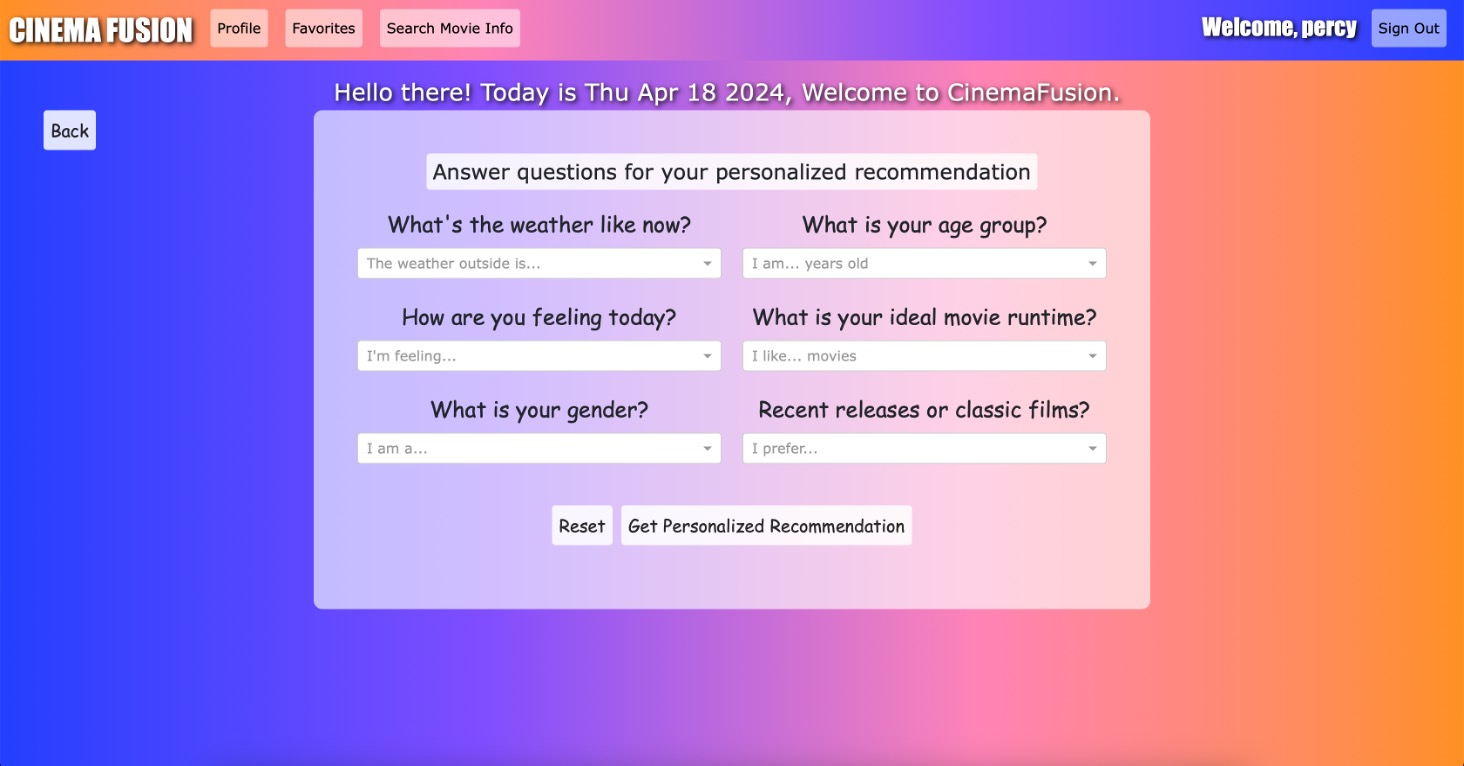 CINEMA FUSION Profile Favorites Search Movie Info Welcome, percy Sign Out
Hello there! Today is Thu Apr 18 2024, Welcome to CinemaFusion.
Back
Answer questions for your personalized recommendation
What's the weather like now? What is your age group?
The weather outside is... I am... years old
How are you feeling today? What is your ideal movie runtime?
I'm feeling... I like... movies
What is your gender? Recent releases or classic films?
I am a... I prefer...
Reset Get Personalized Recommendation